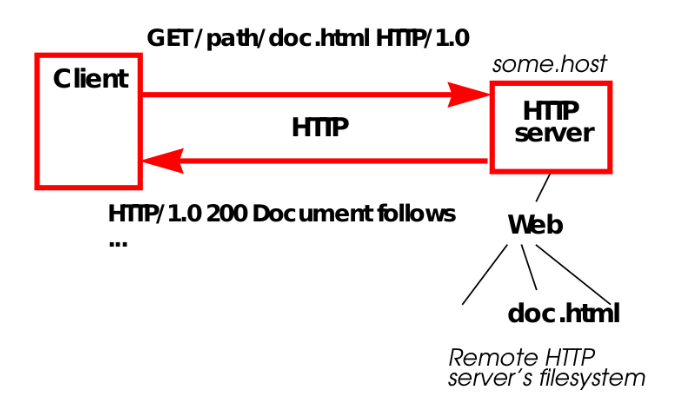 GET/path/doc.html HTTP/1.0
some.host
Client
HTTP
server
HTTP
HTTP/1.0 200 Document follows
...
Web
doc.html
Remote HTTP
server's filesystem